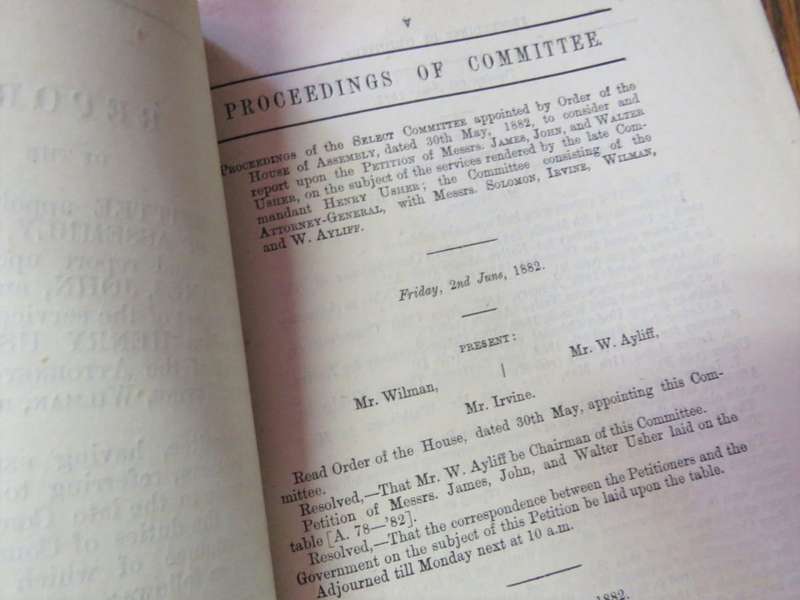 v
PROCEEDINGS OF COMMITTEE.
PROCEEDINGS of the SELECT COMMITTEE appointed by Order of the
HOUSE OF ASSEMBLY, dated 30th May, 1882, to consider and
report upon the PETITION of Messrs. JAMES, JOHN, and WALTER
USHER, on the subject of the services rendered by the late Com-
mandant HENRY USHER; the Committee consisting of the
ATTORNEY-GENERAL, with Messrs. SOLOMON, IRVINE, WILMAN,
and W. AYLIFF.
Friday, 2nd June, 1882.
PRESENT:
Mr. Wilman, | Mr. W. Ayliff,
Mr. Irvine.
Read Order of the House, dated 30th May, appointing this Com-
mittee.
Resolved,—That Mr. W. Ayliff be Chairman of this Committee.
Petition of Messrs. James, John, and Walter Usher laid on the
table [A. 78—'82].
Resolved,—That the correspondence between the Petitioners and the
Government on the subject of this Petition be laid upon the table.
Adjourned till Monday next at 10 a.m.
1882.